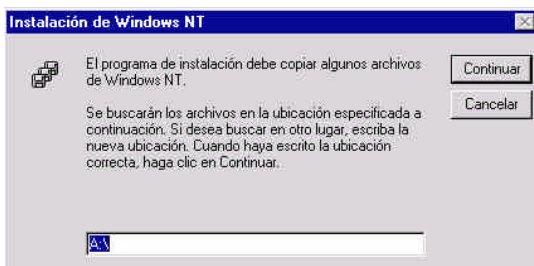 Instalación de Windows NT
El programa de instalación debe copiar algunos archivos
de Windows NT.
Continuar
Cancelar
Se buscarán los archivos en la ubicación especificada a
continuación. Si desea buscar en otro lugar, escriba la
nueva ubicación. Cuando haya escrito la ubicación
correcta, haga clic en Continuar.
A:\